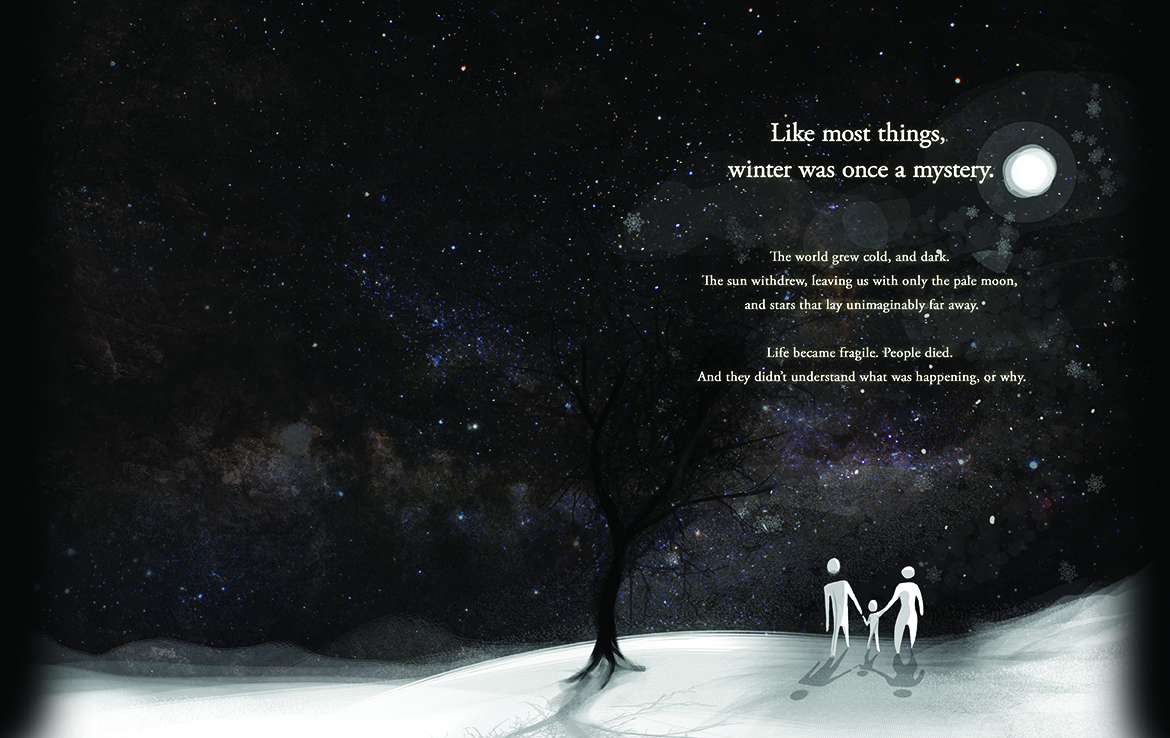 Like most things,
winter was once a mystery.
The world grew cold, and dark.
The sun withdrew, leaving us with only the pale moon,
and stars that lay unimaginably far away.
Life became fragile. People died.
And they didn't understand what was happening, or why.